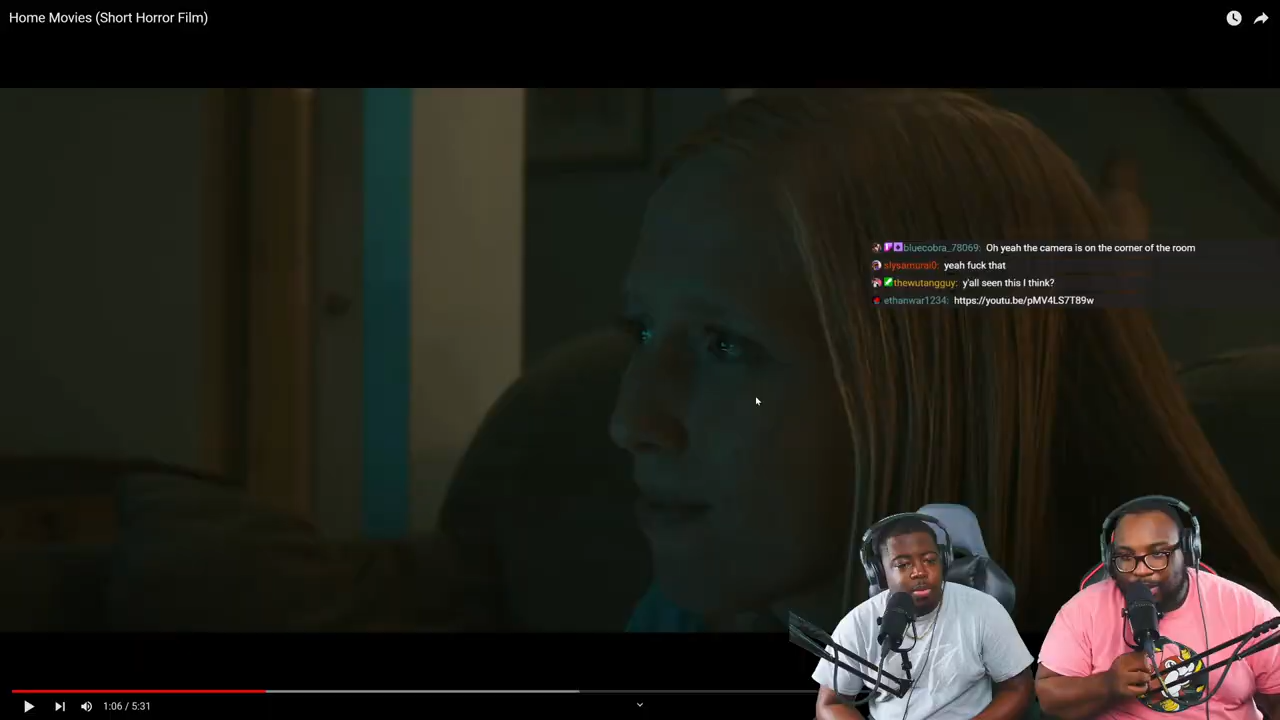 Home Movies (Short Horror Film)
bluecobra_78069: Oh yeah the camera is on the corner of the room
slysamurai0: yeah fuck that
thewutangguy: y'all seen this I think?
ethanwar1234: https://youtu.be/pMV4LS7T89w
1:06 / 5:31